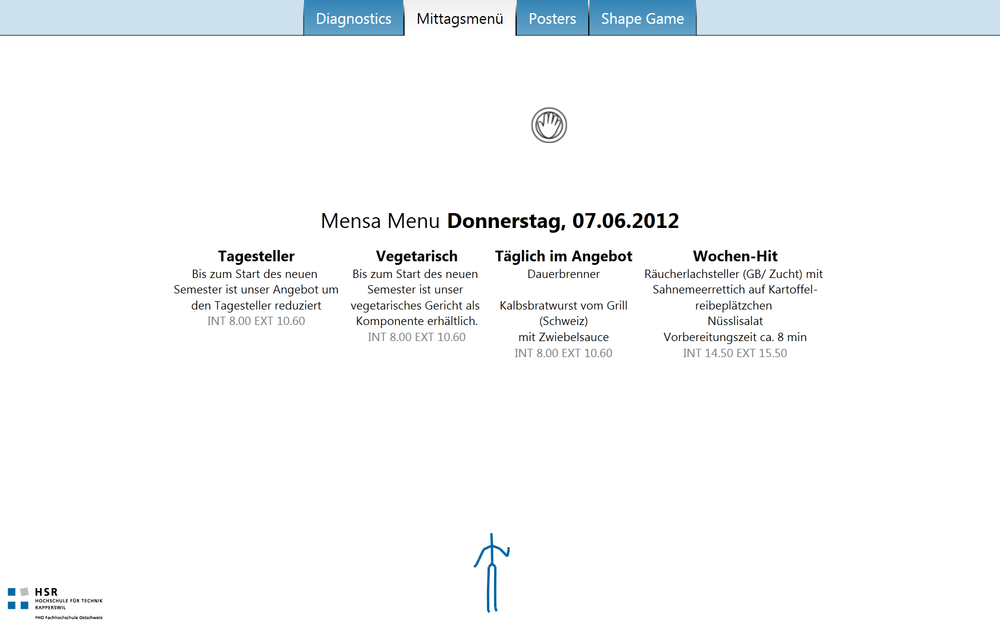 Diagnostics
Mittagsmenü
Posters
Shape Game
Mensa Menu Donnerstag, 07.06.2012
Tagesteller
Bis zum Start des neuen
Semester ist unser Angebot um
den Tagesteller reduziert
INT 8.00 EXT 10.60
Vegetarisch
Bis zum Start des neuen
Semester ist unser
vegetarisches Gericht als
Komponente erhältlich.
INT 8.00 EXT 10.60
Täglich im Angebot
Dauerbrenner
Kalbsbratwurst vom Grill
(Schweiz)
mit Zwiebelsauce
INT 8.00 EXT 10.60
Wochen-Hit
Räucherlachsteller (GB/ Zucht) mit
Sahnemeerrettich auf Kartoffel-
reibeplätzchen
Nüsslisalat
Vorbereitungszeit ca. 8 min
INT 14.50 EXT 15.50
HSR
HOCHSCHULE FÜR TECHNIK
RAPPERSWIL
FHO Fachhochschule Ostschweiz